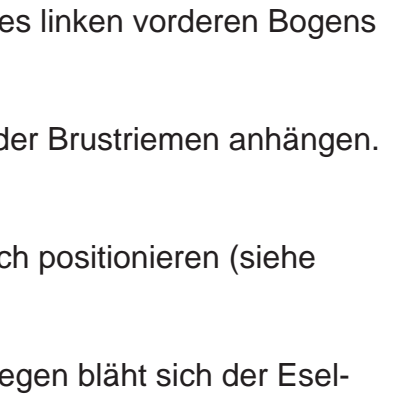 es linken vorderen Bogens
der Brustriemen anhängen.
ch positionieren (siehe
egen bläht sich der Esel-